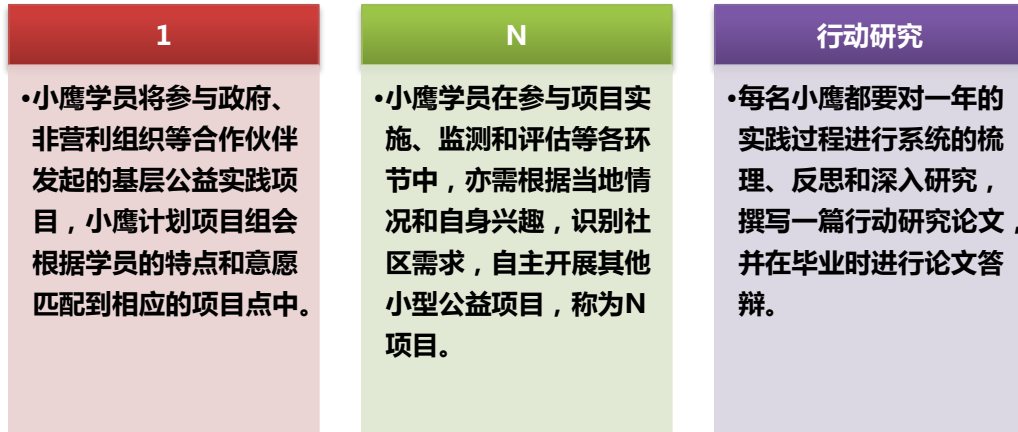 1
•小鹰学员将参与政府、
非营利组织等合作伙伴
发起的基层公益实践项
目，小鹰计划项目组会
根据学员的特点和意愿
匹配到相应的项目点中。
N
•小鹰学员在参与项目实
施、监测和评估等各环
节中，亦需根据当地情
况和自身兴趣，识别社
区需求，自主开展其他
小型公益项目，称为N
项目。
行动研究
•每名小鹰都要对一年的
实践过程进行系统的梳
理、反思和深入研究，
撰写一篇行动研究论文，
并在毕业时进行论文答
辩。